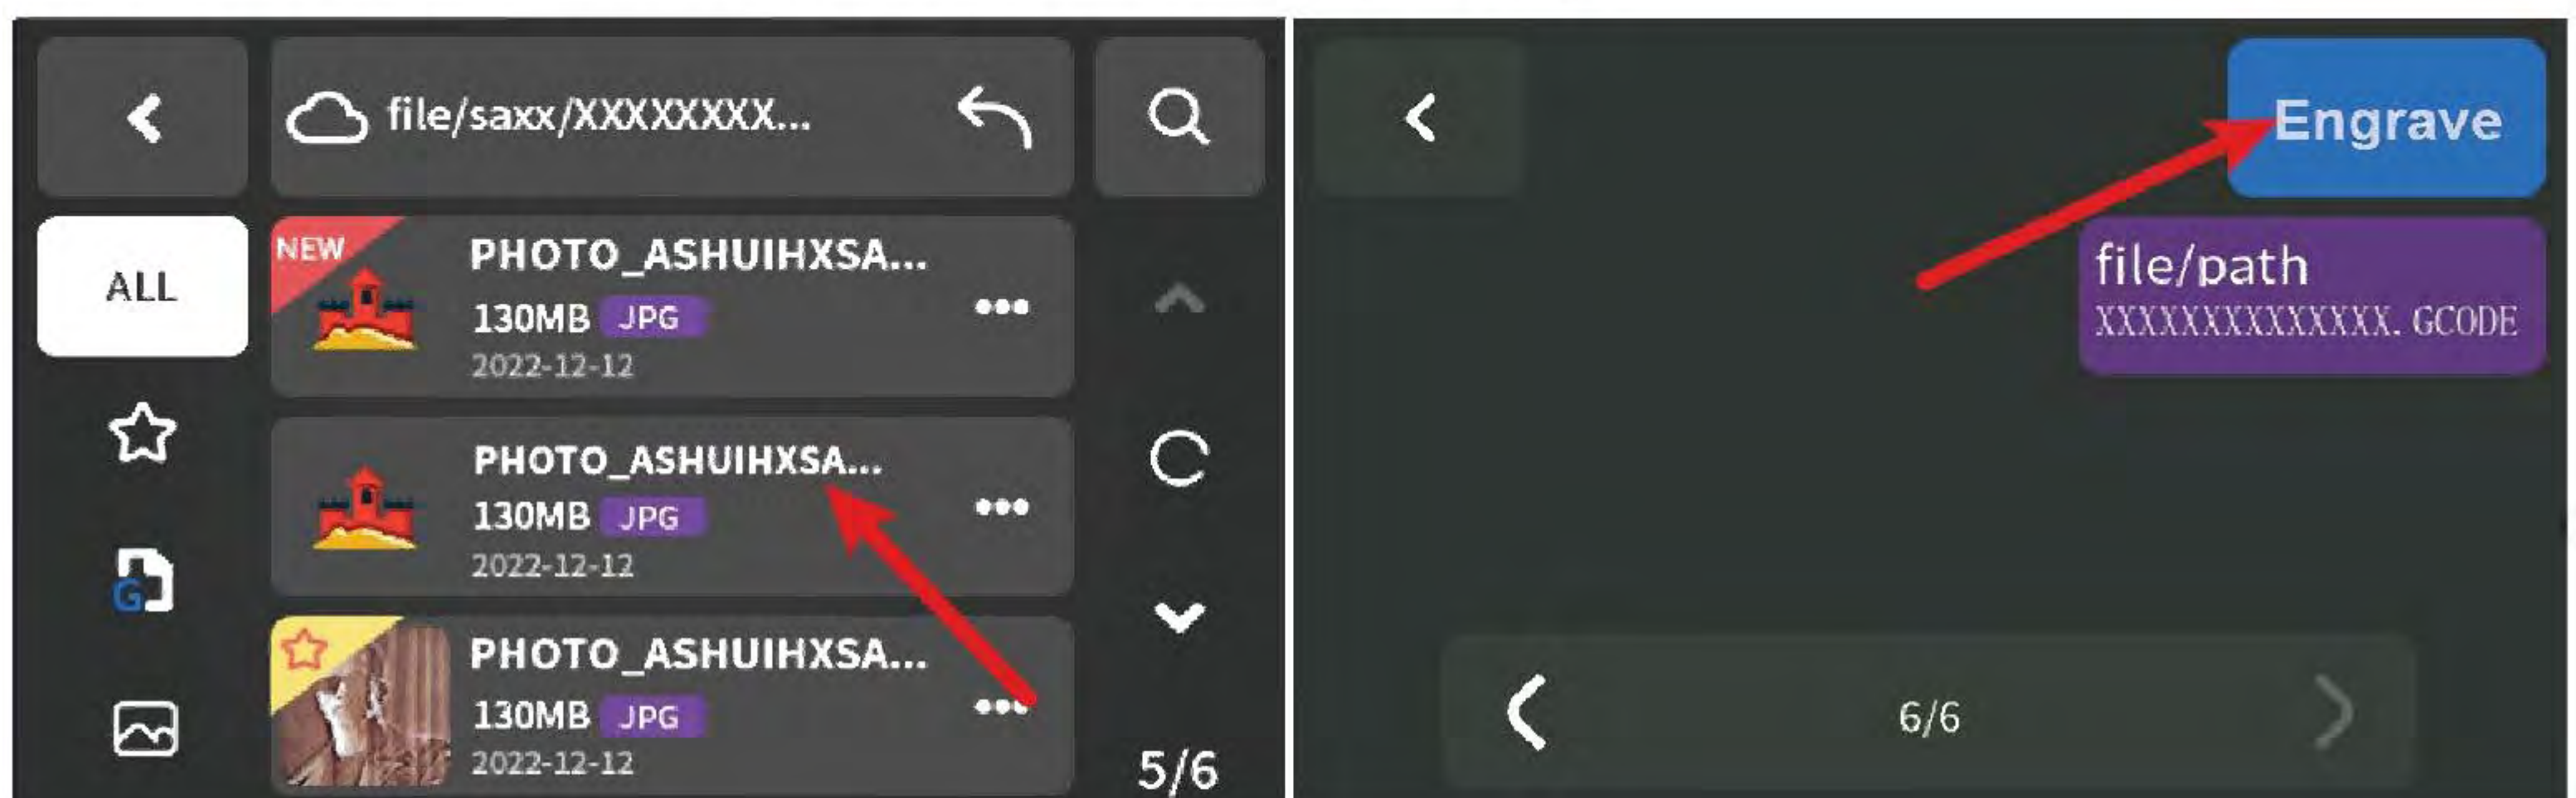 file/saxx/XXXXXXXX...
ALL
NEW
PHOTO_ASHUIHXSA...
130MB JPG
2022-12-12
PHOTO_ASHUIHXSA...
130MB JPG
2022-12-12
G
PHOTO_ASHUIHXSA...
130MB JPG
2022-12-12
5/6
Engrave
file/path
XXXXXXXXXXXXXX. GCODE
6/6